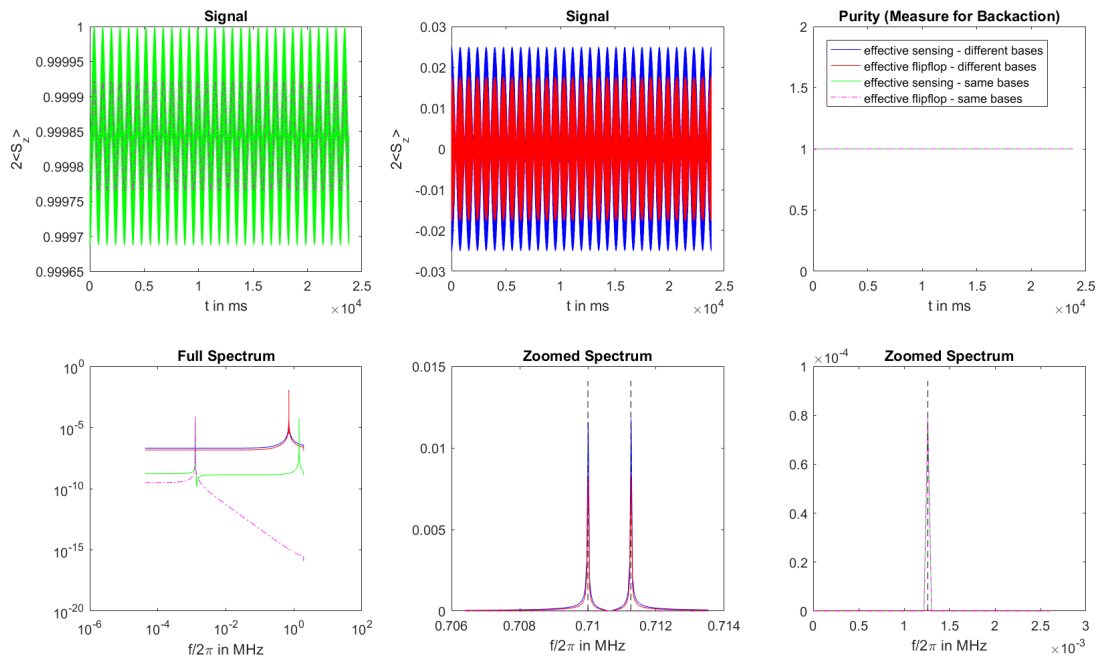 Signal
1
0.99995
0.9999
0.99985
0.9998
0.99975
0.9997
0.99965
2<S_z>
0 0.5 1 1.5 2 2.5
t in ms
×10^4
Signal
0.03
0.02
0.01
0
-0.01
-0.02
-0.03
2<S_z>
0 0.5 1 1.5 2 2.5
t in ms
×10^4
Purity (Measure for Backaction)
2
1.5
1
0.5
0
effective sensing - different bases
effective flipflop - different bases
effective sensing - same bases
effective flipflop - same bases
0 0.5 1 1.5 2 2.5
t in ms
×10^4
Full Spectrum
10^0
10^-5
10^-10
10^-15
10^-20
10^-6 10^-4 10^-2 10^0 10^2
f/2π in MHz
Zoomed Spectrum
0.015
0.01
0.005
0
0.706 0.708 0.71 0.712 0.714
f/2π in MHz
×10^-4
Zoomed Spectrum
1
0.8
0.6
0.4
0.2
0
0 0.5 1 1.5 2 2.5 3
f/2π in MHz
×10^-3